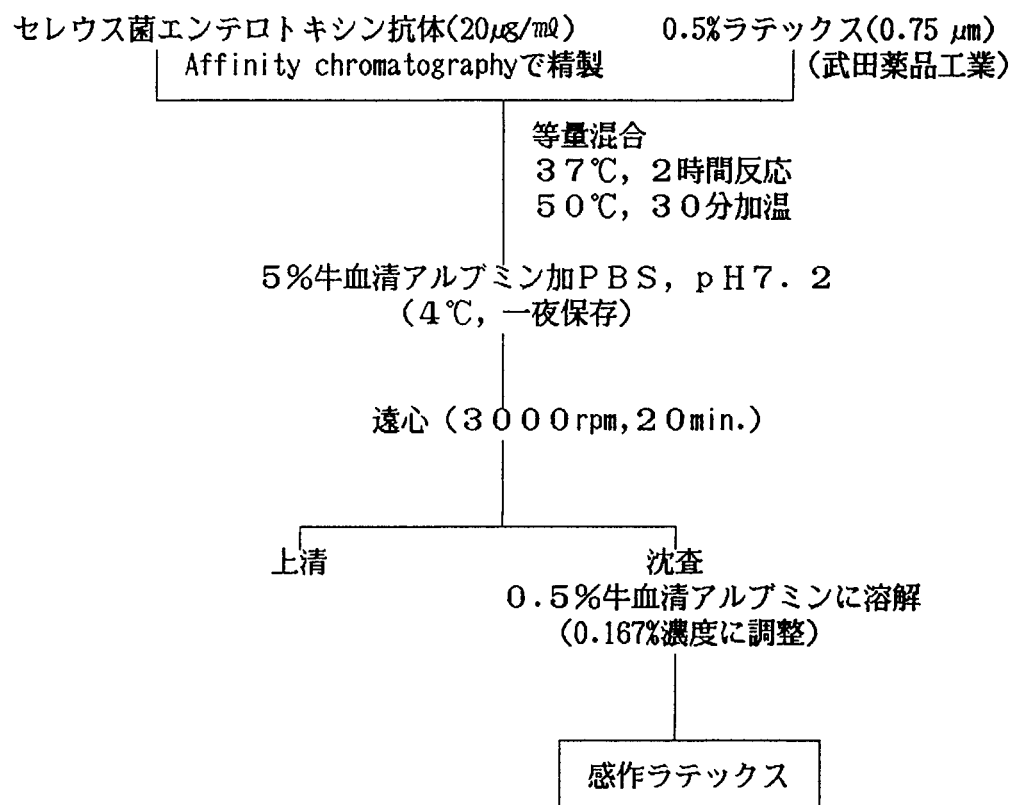 セレウス菌エンテロトキシン抗体(20㎍/㎖) 0.5%ラテックス(0.75 μm)
Affinity chromatographyで精製 (武田薬品工業)
等量混合
37℃, 2時間反応
50℃, 30分加温
5%牛血清アルブミン加PBS, pH7.2
(4℃, 一夜保存)
遠心 (3000rpm,20min.)
上清 沈査
0.5%牛血清アルブミンに溶解
(0.167%濃度に調整)
感作ラテックス